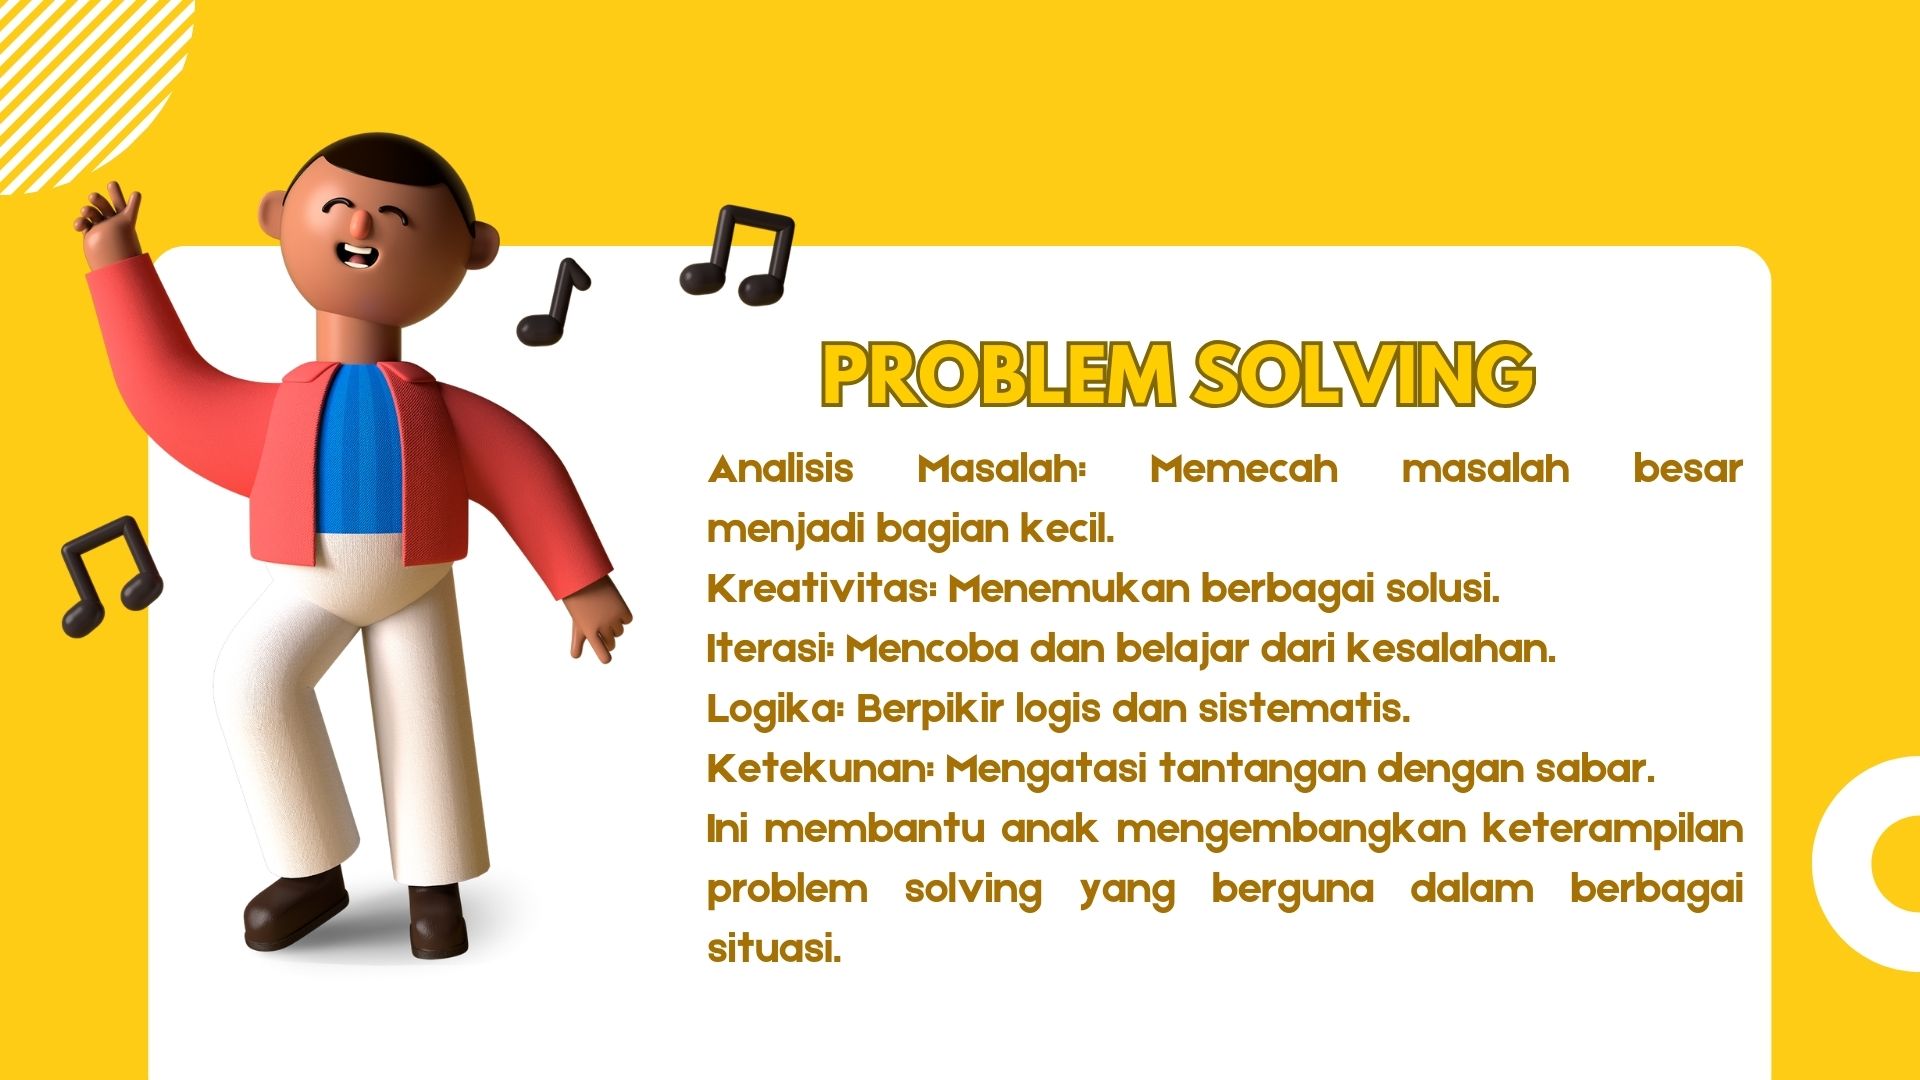 PROBLEM SOLVING
Analisis Masalah: Memecah masalah besar
menjadi bagian kecil.
Kreativitas: Menemukan berbagai solusi.
Iterasi: Mencoba dan belajar dari kesalahan.
Logika: Berpikir logis dan sistematis.
Ketekunan: Mengatasi tantangan dengan sabar.
Ini membantu anak mengembangkan keterampilan
problem solving yang berguna dalam berbagai
situasi.